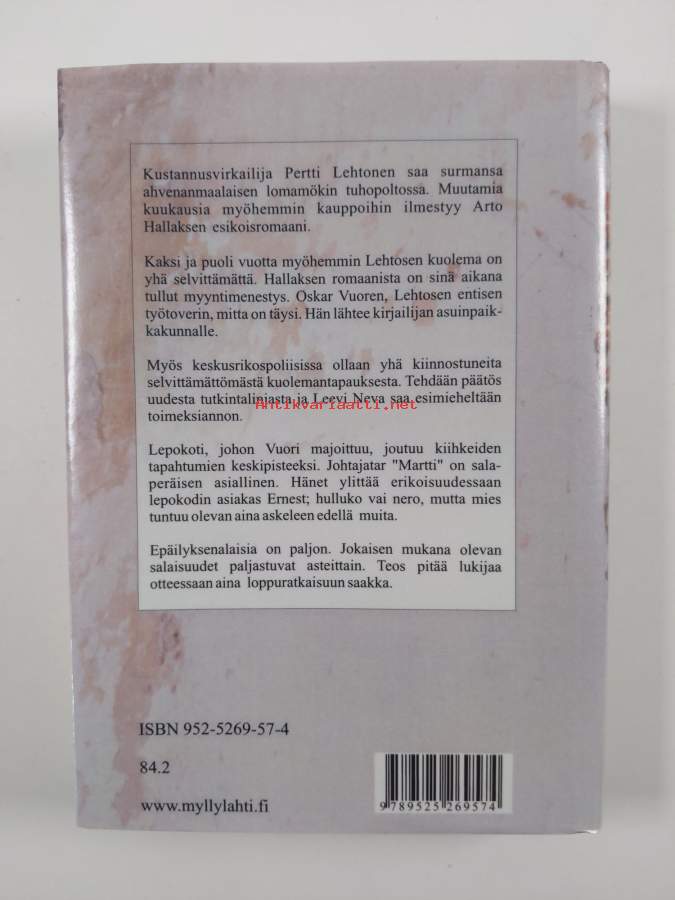 Kustannusvirkailija Pertti Lehtonen saa surmansa
ahvenanmaalaisen lomamökin tuhopoltossa. Muutamia
kuukausia myöhemmin kauppoihin ilmestyy Arto
Hallaksen esikoisromaani.
Kaksi ja puoli vuotta myöhemmin Lehtosen kuolema on
yhä selvittämättä. Hallaksen romaanista on sinä aikana
tullut myyntimenestys. Oskar Vuoren, Lehtosen entisen
työtoverin, mitta on täysi. Hän lähtee kirjailijan asuinpaik-
kakunnalle.
Myös keskusrikospoliisissa ollaan yhä kiinnostuneita
selvittämättömästä kuolemantapauksesta. Tehdään päätös
uudesta tutkintalinjasta ja Leevi Neva saa esimieheltään
Antikvariaatti.net
toimeksiannon.
Lepokoti, johon Vuori majoittuu, joutuu kiihkeiden
tapahtumien keskipisteeksi. Johtajatar "Martti" on sala-
peräisen asiallinen. Hänet ylittää erikoisuudessaan
lepokodin asiakas Ernest; hulluko vai nero, mutta mies
tuntuu olevan aina askeleen edellä muita.
Epäilyksenalaisia on paljon. Jokaisen mukana olevan
salaisuudet paljastuvat asteittain. Teos pitää lukijaa
otteessaan aina loppuratkaisuun saakka.
ISBN 952-5269-57-4
84.2
www.myllylahti.fi
9789525 269574